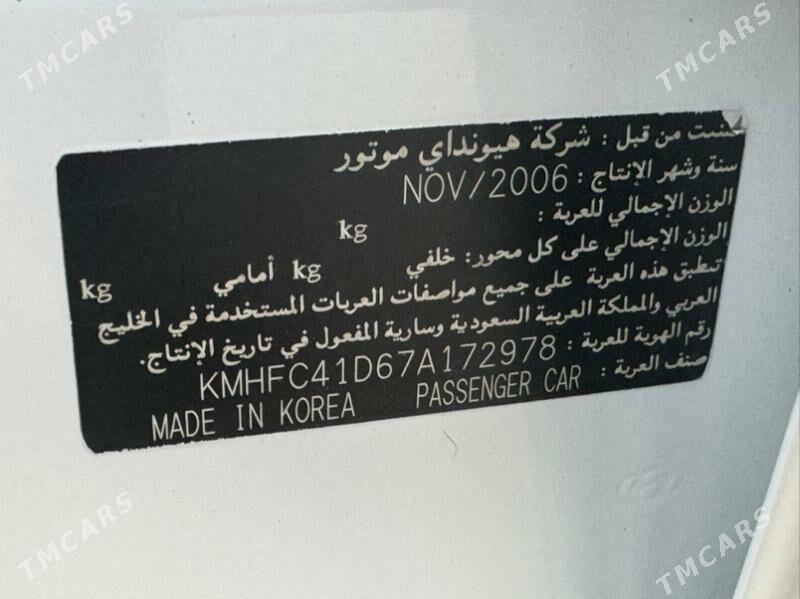 TMCARS
TMCARS
صنعت من قبل : شركة هيونداي موتور
سنة وشهر الإنتاج : NOV/2006
الوزن الإجمالي للعربة : kg
الوزن الإجمالي على كل محور: خلفي kg أمامي kg
تنطبق هذه العربة على جميع مواصفات العربات المستخدمة في الخليج
العربي والمملكة العربية السعودية وسارية المفعول في تاريخ الإنتاج.
رقم الهوية للعربة : KMHFC41D67A172978
صنف العربة : PASSENGER CAR MADE IN KOREA
TMCARS
TMCARS